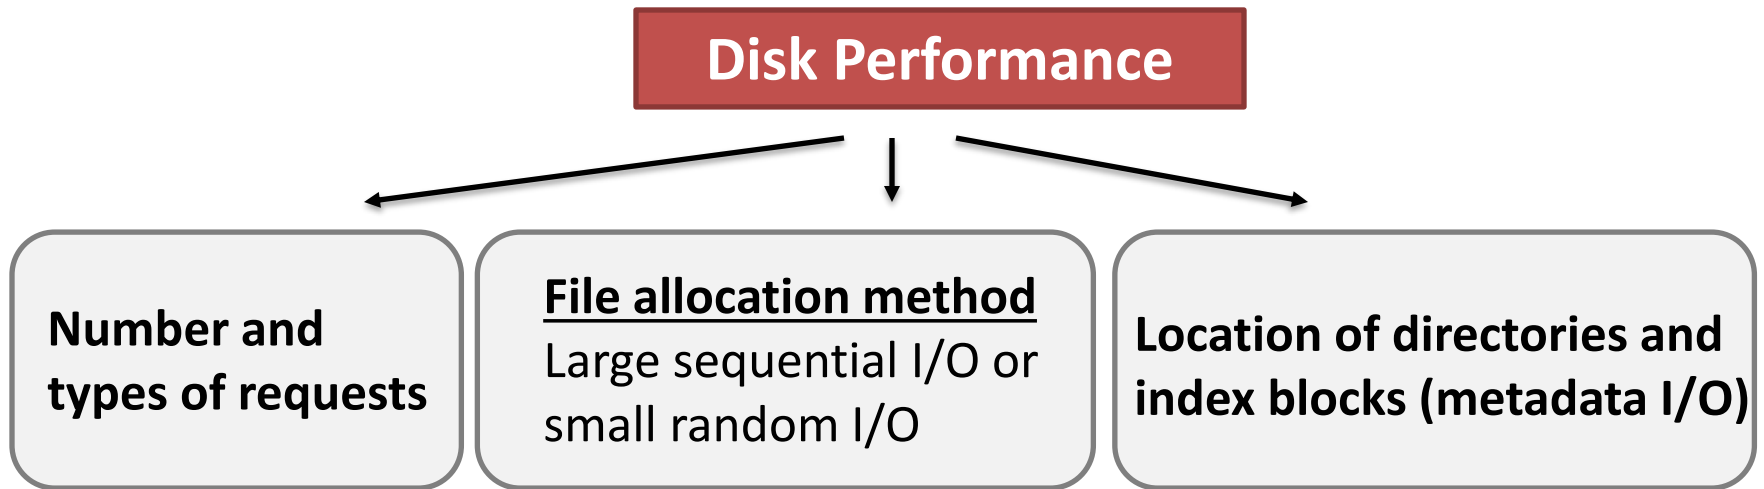 Disk Performance
Number and
types of requests
File allocation method
Large sequential I/O or
small random I/O
Location of directories and
index blocks (metadata I/O)